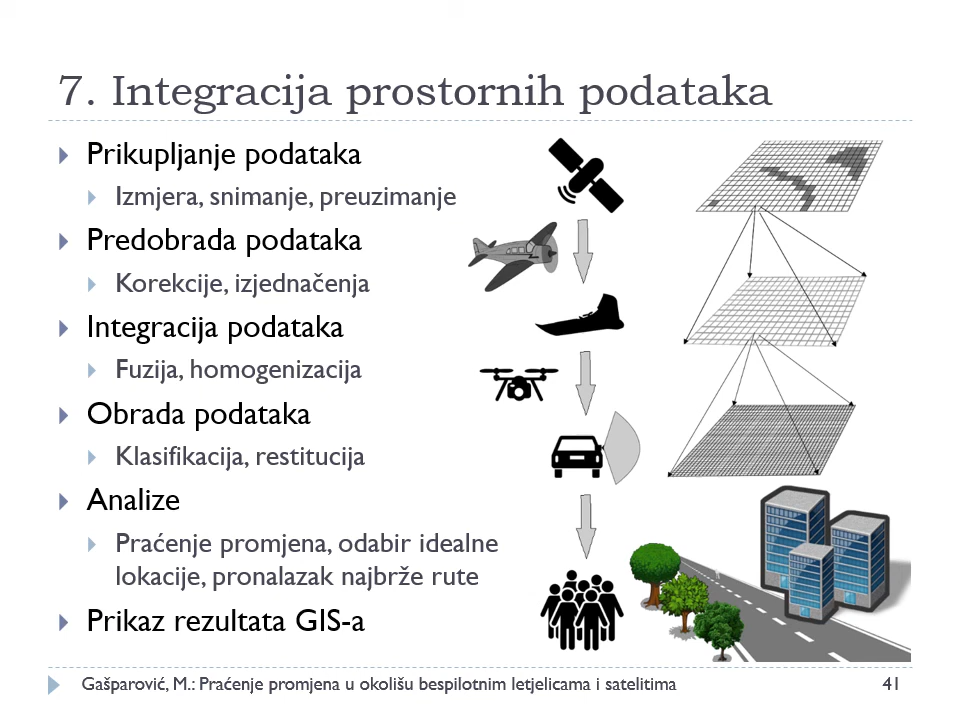 7. Integracija prostornih podataka
Prikupljanje podataka
Izmjera, snimanje, preuzimanje
Predobrada podataka
Korekcije, izjednačenja
Integracija podataka
Fuzija, homogenizacija
Obrada podataka
Klasifikacija, restitucija
Analize
Praćenje promjena, odabir idealne
lokacije, pronalazak najbrže rute
Prikaz rezultata GIS-a
Gašparović, M.: Praćenje promjena u okolišu bespilotnim letjelicama i satelitima
41